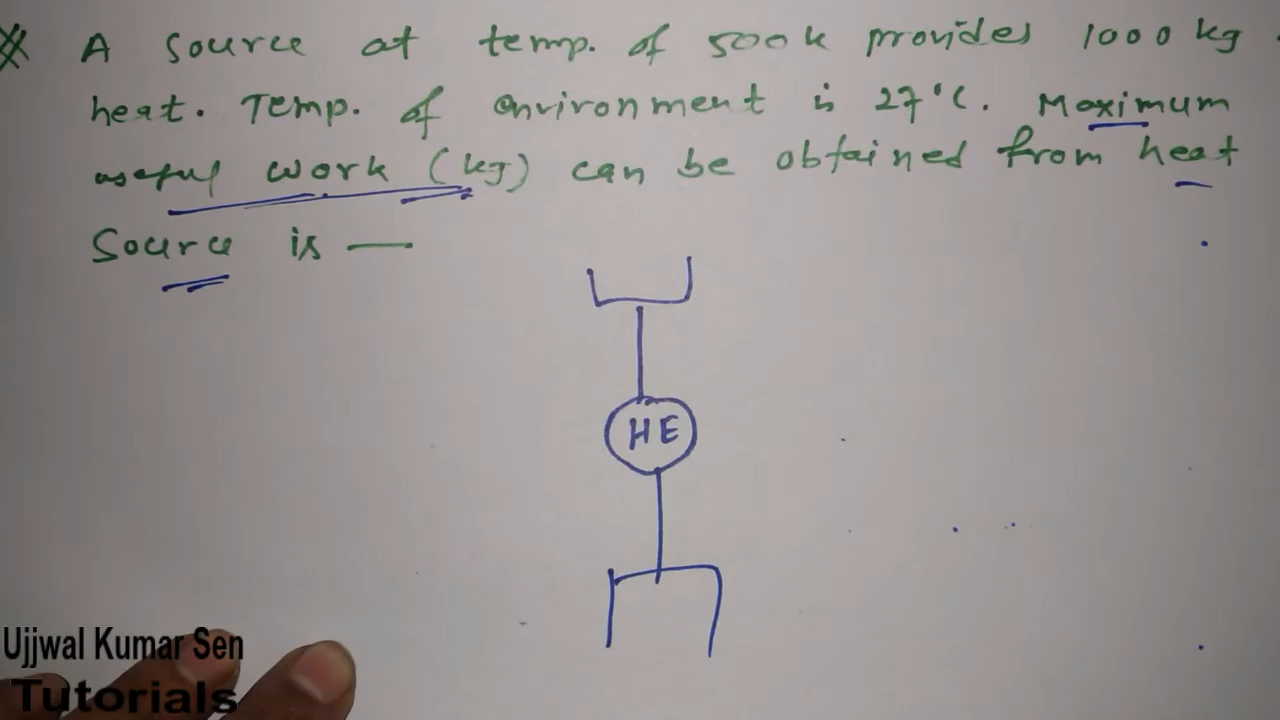 A source at temp. of 500k provides 1000 kg
heat. Temp. of environment is 27°C. Maximum
useful work (kJ) can be obtained from heat
Source is —
HE
Ujjwal Kumar Sen
Tutorials